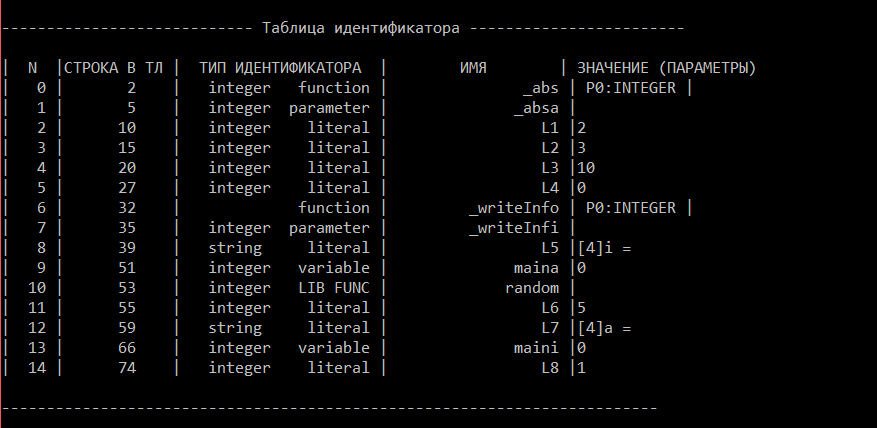 ---------------------------- Таблица идентификатора ------------------------
| N |СТРОКА В ТЛ | ТИП ИДЕНТИФИКАТОРА | ИМЯ | ЗНАЧЕНИЕ (ПАРАМЕТРЫ)
| 0 | 2 | integer function | _abs | P0:INTEGER |
| 1 | 5 | integer parameter | _absa |
| 2 | 10 | integer literal | L1 |2
| 3 | 15 | integer literal | L2 |3
| 4 | 20 | integer literal | L3 |10
| 5 | 27 | integer literal | L4 |0
| 6 | 32 | function | _writeInfo | P0:INTEGER |
| 7 | 35 | integer parameter | _writeInfi |
| 8 | 39 | string literal | L5 |[4]i =
| 9 | 51 | integer variable | maina |0
| 10 | 53 | integer LIB FUNC | random |
| 11 | 55 | integer literal | L6 |5
| 12 | 59 | string literal | L7 |[4]a =
| 13 | 66 | integer variable | maini |0
| 14 | 74 | integer literal | L8 |1
-------------------------------------------------------------------------